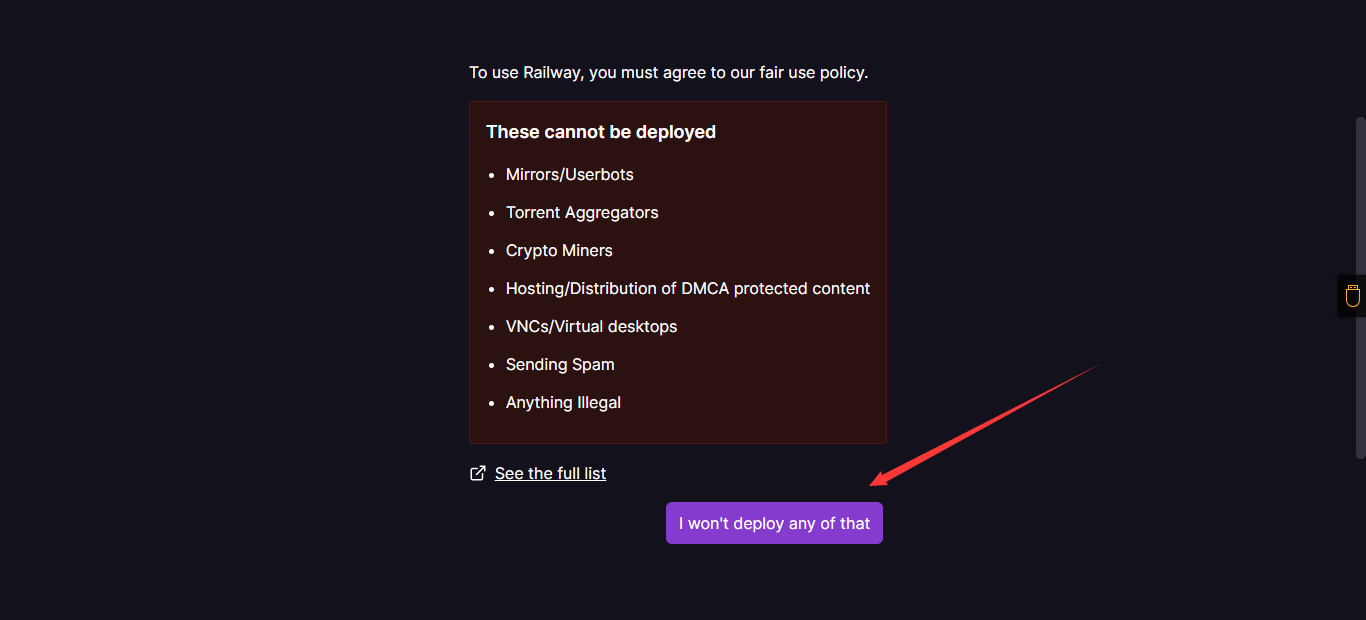 To use Railway, you must agree to our fair use policy.
These cannot be deployed
Mirrors/Userbots
Torrent Aggregators
Crypto Miners
Hosting/Distribution of DMCA protected content
VNCs/Virtual desktops
Sending Spam
Anything Illegal
See the full list
I won't deploy any of that